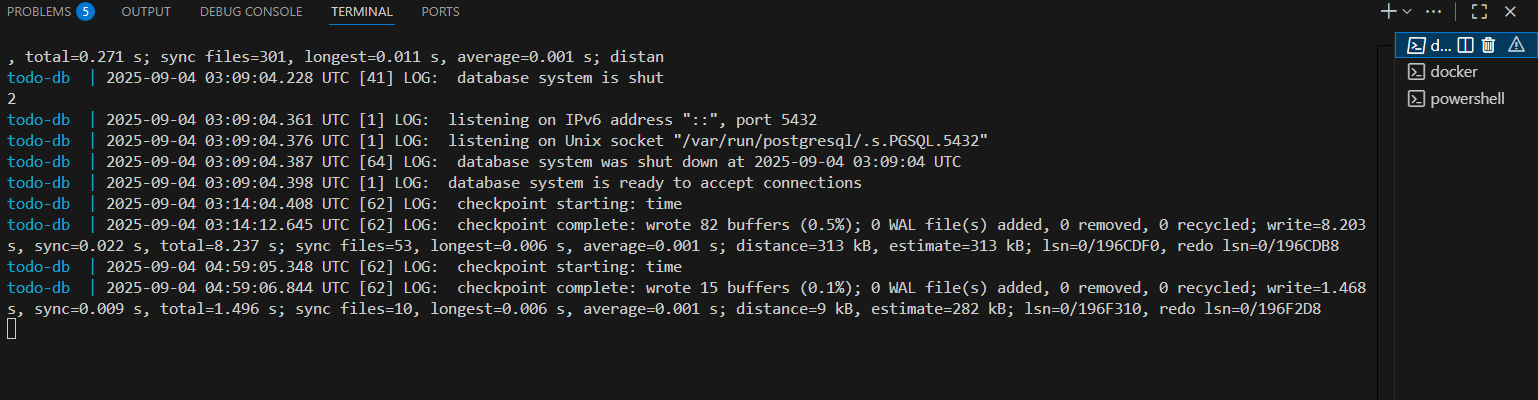 PROBLEMS 5 OUTPUT DEBUG CONSOLE TERMINAL PORTS
, total=0.271 s; sync files=301, longest=0.011 s, average=0.001 s; distan
todo-db | 2025-09-04 03:09:04.228 UTC [41] LOG:  database system is shut
2
todo-db | 2025-09-04 03:09:04.361 UTC [1] LOG:  listening on IPv6 address "::", port 5432
todo-db | 2025-09-04 03:09:04.376 UTC [1] LOG:  listening on Unix socket "/var/run/postgresql/.s.PGSQL.5432"
todo-db | 2025-09-04 03:09:04.387 UTC [64] LOG:  database system was shut down at 2025-09-04 03:09:04 UTC
todo-db | 2025-09-04 03:09:04.398 UTC [1] LOG:  database system is ready to accept connections
todo-db | 2025-09-04 03:14:04.408 UTC [62] LOG:  checkpoint starting: time
todo-db | 2025-09-04 03:14:12.645 UTC [62] LOG:  checkpoint complete: wrote 82 buffers (0.5%); 0 WAL file(s) added, 0 removed, 0 recycled; write=8.203
s, sync=0.022 s, total=8.237 s; sync files=53, longest=0.006 s, average=0.001 s; distance=313 kB, estimate=313 kB; lsn=0/196CDF0, redo lsn=0/196CDB8
todo-db | 2025-09-04 04:59:05.348 UTC [62] LOG:  checkpoint starting: time
todo-db | 2025-09-04 04:59:06.844 UTC [62] LOG:  checkpoint complete: wrote 15 buffers (0.1%); 0 WAL file(s) added, 0 removed, 0 recycled; write=1.468
s, sync=0.009 s, total=1.496 s; sync files=10, longest=0.006 s, average=0.001 s; distance=9 kB, estimate=282 kB; lsn=0/196F310, redo lsn=0/196F2D8
d...
docker
powershell